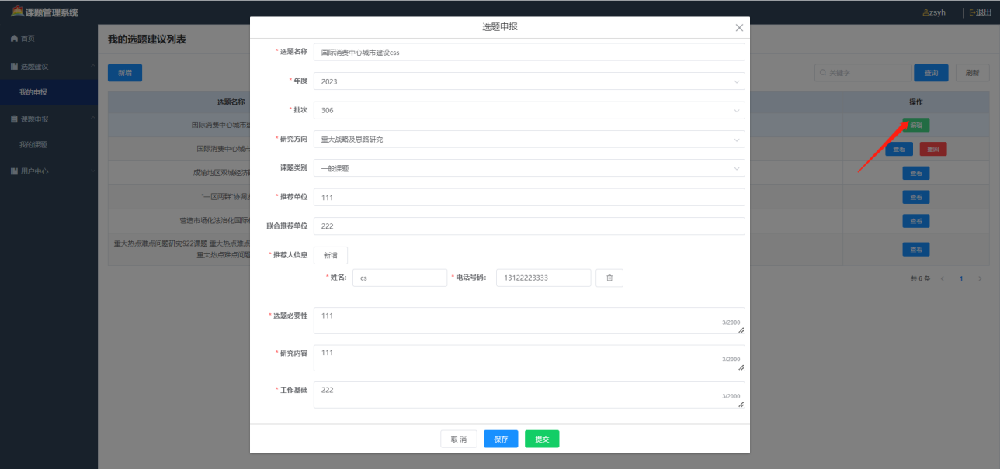 课题管理系统
zsyh
退出
首页
选题建议
我的申报
课题申报
我的课题
用户中心
我的选题建议列表
新增
关键字
查询
刷新
选题名称
操作
国际消费中心城市建
编辑
国际消费中心城市
查看
撤回
成渝地区双城经济
查看
“一区两群”协调发
查看
营造市场化法治化国际
查看
重大热点难点问题研究922课题 重大热点难点
重大热点难点问题
查看
共 6 条
1
选题申报
* 选题名称
国际消费中心城市建设css
* 年度
2023
* 批次
306
* 研究方向
重大战略及思路研究
课题类别
一般课题
* 推荐单位
111
联合推荐单位
222
* 推荐人信息
新增
* 姓名:
cs
* 电话号码:
13122223333
* 选题必要性
111
3/2000
* 研究内容
111
3/2000
* 工作基础
222
3/2000
取 消
保存
提交